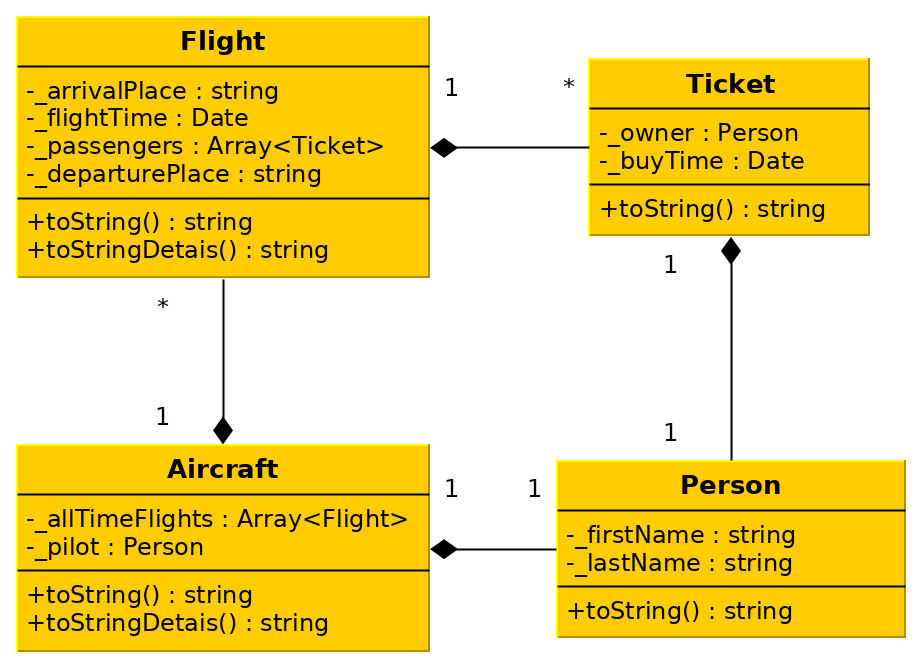 Flight
-_arrivalPlace : string
-_flightTime : Date
-_passengers : Array<Ticket>
-_departurePlace : string
+toString() : string
+toStringDetais() : string
1
*
Ticket
-_owner : Person
-_buyTime : Date
+toString() : string
1
*
1
1
Aircraft
-_allTimeFlights : Array<Flight>
-_pilot : Person
+toString() : string
+toStringDetais() : string
1
1
Person
-_firstName : string
-_lastName : string
+toString() : string